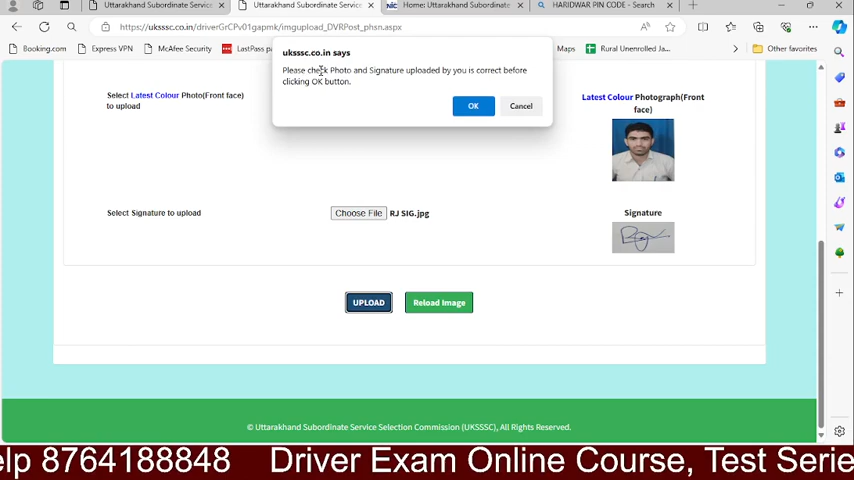 Uttarakhand Subordinate Service
Uttarakhand Subordinate Service
NIC
Home: Uttarakhand Subordinate
HARIDWAR PIN CODE - Search
https://uksssc.co.in/driverGrCPv01gapmk/imgupload_DVRPost_phsn.aspx
Booking.com
Express VPN
McAfee Security
LastPass
Maps
Rural Unenrolled Ja...
Other favorites
uksssc.co.in says
Please check Photo and Signature uploaded by you is correct before
clicking OK button.
OK
Cancel
Select Latest Colour Photo(Front face)
to upload
Latest Colour Photograph(Front
face)
Select Signature to upload
Choose File
RJ SIG.jpg
Signature
UPLOAD
Reload Image
© Uttarakhand Subordinate Service Selection Commission (UKSSSC), All Rights Reserved.
elp 8764188848 Driver Exam Online Course, Test Serie